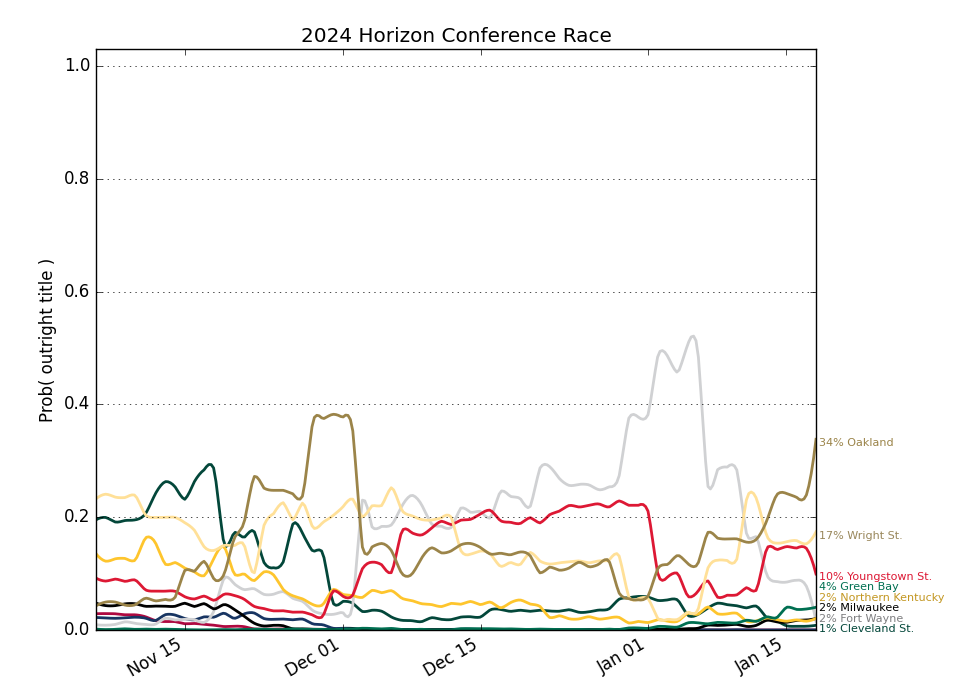 2024 Horizon Conference Race
1.0
0.8
0.6
0.4
0.2
0.0
Prob( outright title )
Nov 15
Dec 01
Dec 15
Jan 01
Jan 15
34% Oakland
17% Wright St.
10% Youngstown St.
4% Green Bay
2% Northern Kentucky
2% Milwaukee
2% Fort Wayne
1% Cleveland St.